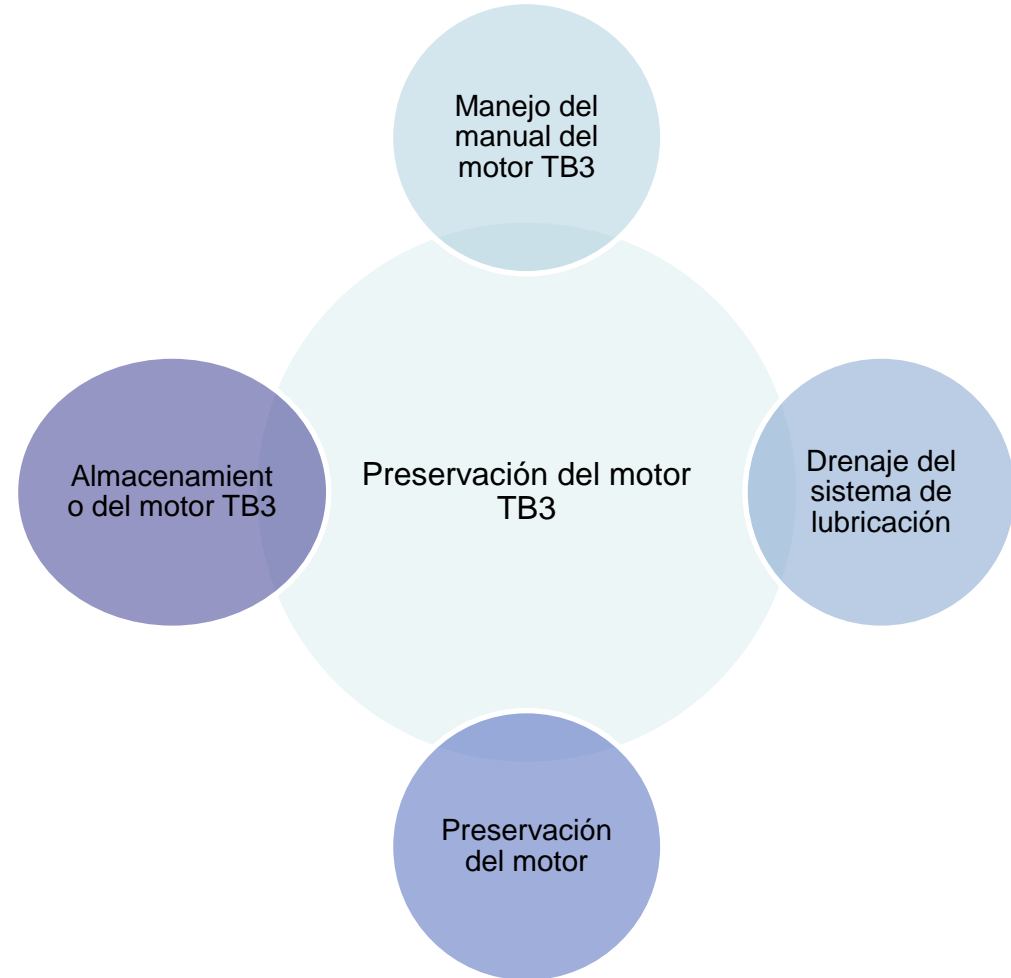 Manejo del
manual del
motor TB3
Almacenamient
o del motor TB3
Preservación del motor
TB3
Drenaje del
sistema de
lubricación
Preservación
del motor